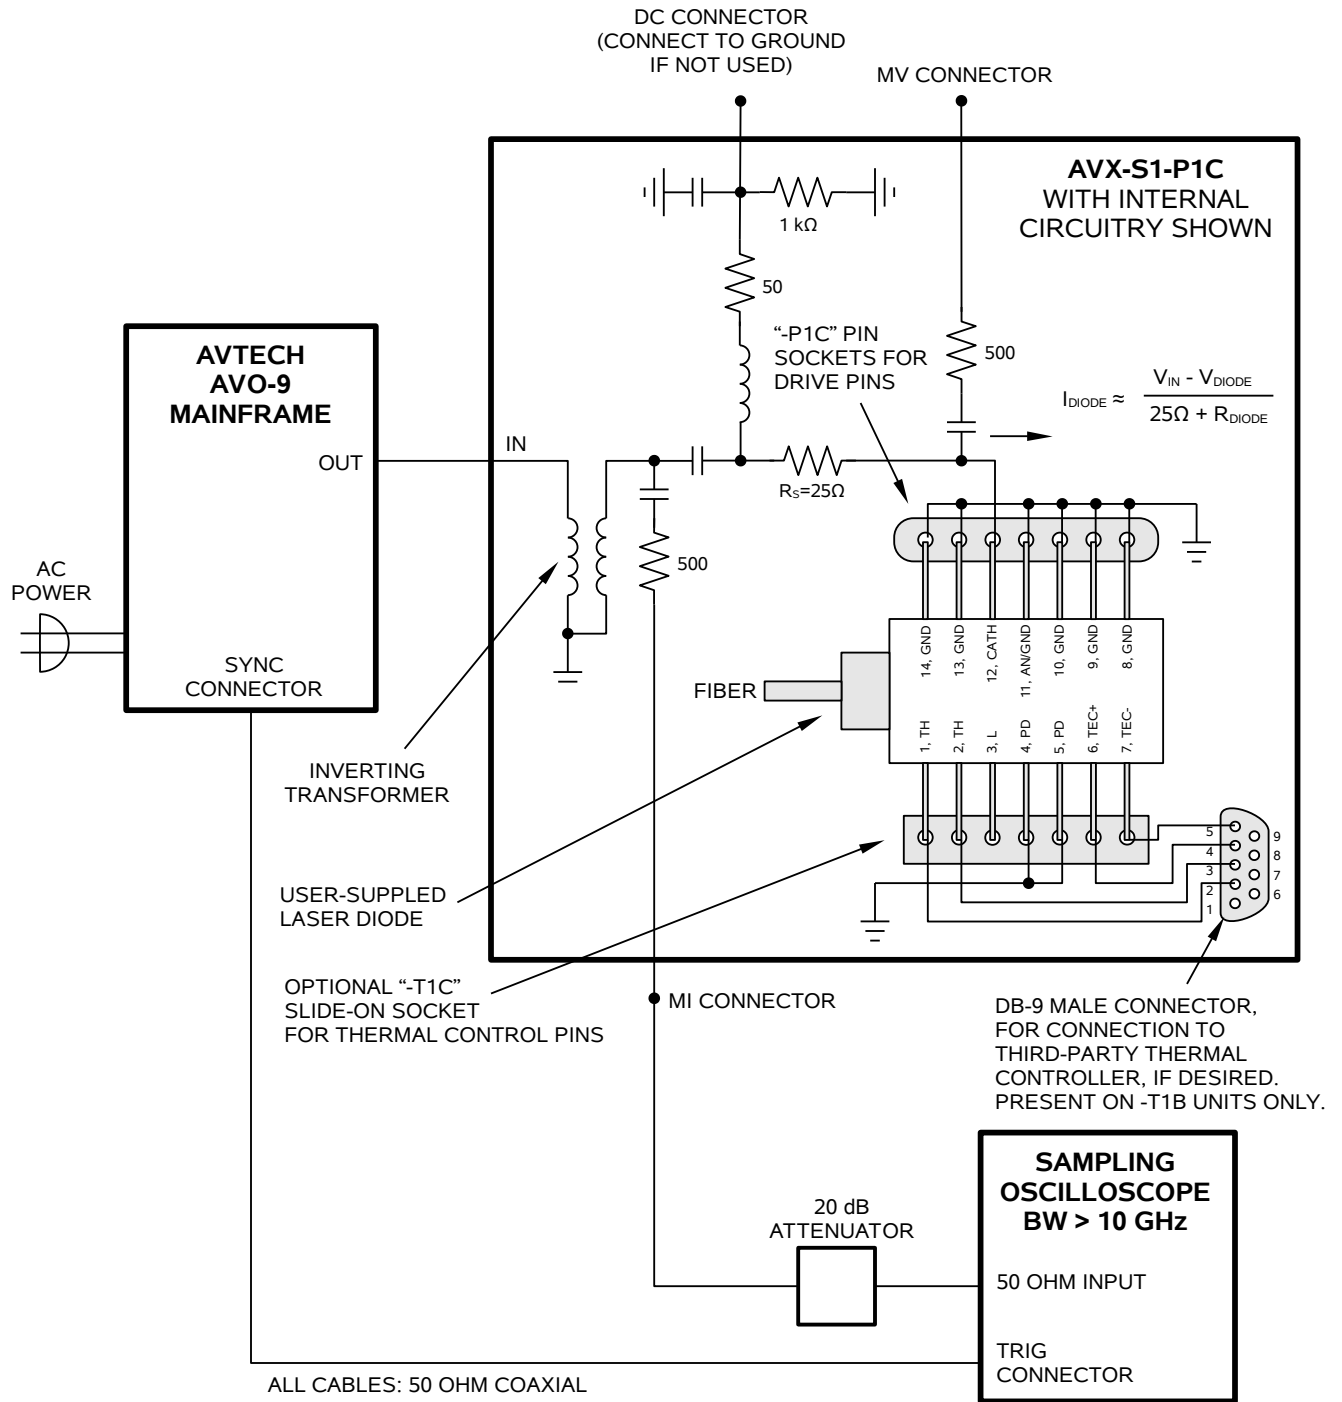 DC CONNECTOR
(CONNECT TO GROUND
IF NOT USED)
MV CONNECTOR
AVX-S1-P1C
WITH INTERNAL
CIRCUITRY SHOWN
1 kΩ
50
"-P1C" PIN
SOCKETS FOR
DRIVE PINS
500
I_DIODE ≈ V_IN - V_DIODE
25Ω + R_DIODE
AVTECH
AVO-9
MAINFRAME
OUT
IN
R_S=25Ω
500
AC
POWER
SYNC
CONNECTOR
14, GND
13, GND
12, CATH
11, AN/GND
10, GND
9, GND
8, GND
FIBER
1, TH
2, TH
3, L
4, PD
5, PD
6, TEC+
7, TEC-
INVERTING
TRANSFORMER
5
4
3
2
1
9
8
7
6
USER-SUPPLED
LASER DIODE
OPTIONAL "-T1C"
SLIDE-ON SOCKET
FOR THERMAL CONTROL PINS
MI CONNECTOR
DB-9 MALE CONNECTOR,
FOR CONNECTION TO
THIRD-PARTY THERMAL
CONTROLLER, IF DESIRED.
PRESENT ON -T1B UNITS ONLY.
20 dB
ATTENUATOR
SAMPLING
OSCILLOSCOPE
BW > 10 GHz
50 OHM INPUT
TRIG
CONNECTOR
ALL CABLES: 50 OHM COAXIAL